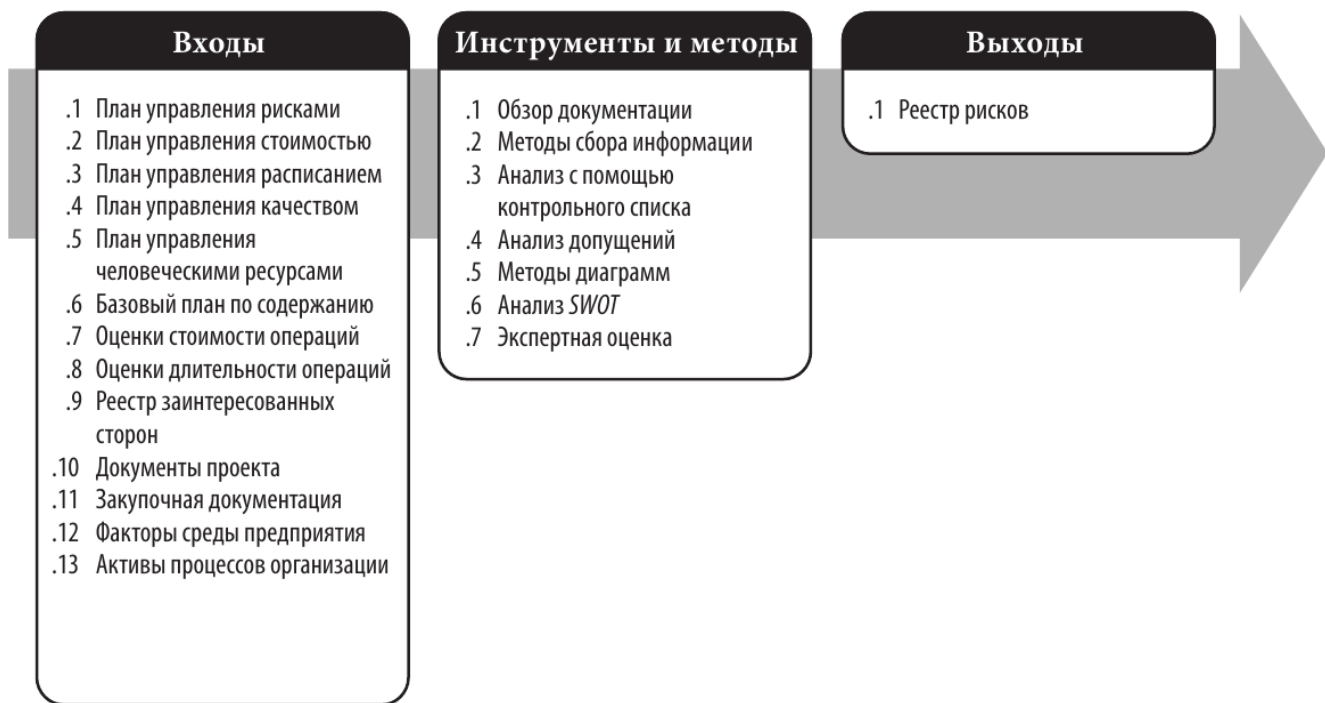 Входы
.1 План управления рисками
.2 План управления стоимостью
.3 План управления расписанием
.4 План управления качеством
.5 План управления
человеческими ресурсами
.6 Базовый план по содержанию
.7 Оценки стоимости операций
.8 Оценки длительности операций
.9 Реестр заинтересованных
сторон
.10 Документы проекта
.11 Закупочная документация
.12 Факторы среды предприятия
.13 Активы процессов организации
Инструменты и методы
.1 Обзор документации
.2 Методы сбора информации
.3 Анализ с помощью
контрольного списка
.4 Анализ допущений
.5 Методы диаграмм
.6 Анализ SWOT
.7 Экспертная оценка
Выходы
.1 Реестр рисков